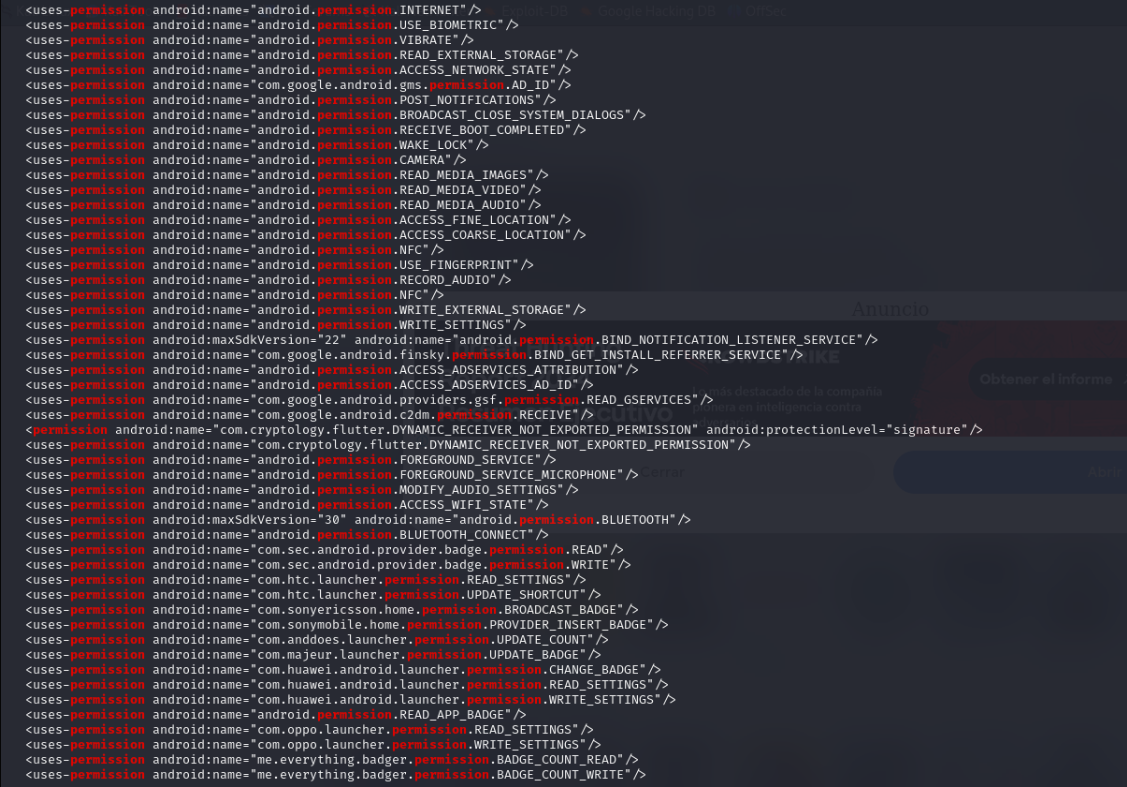 Exploit-DB Google Hacking DB OffSec
<uses-permission android:name="android.permission.INTERNET"/>
<uses-permission android:name="android.permission.USE_BIOMETRIC"/>
<uses-permission android:name="android.permission.VIBRATE"/>
<uses-permission android:name="android.permission.READ_EXTERNAL_STORAGE"/>
<uses-permission android:name="android.permission.ACCESS_NETWORK_STATE"/>
<uses-permission android:name="com.google.android.gms.permission.AD_ID"/>
<uses-permission android:name="android.permission.POST_NOTIFICATIONS"/>
<uses-permission android:name="android.permission.BROADCAST_CLOSE_SYSTEM_DIALOGS"/>
<uses-permission android:name="android.permission.RECEIVE_BOOT_COMPLETED"/>
<uses-permission android:name="android.permission.WAKE_LOCK"/>
<uses-permission android:name="android.permission.CAMERA"/>
<uses-permission android:name="android.permission.READ_MEDIA_IMAGES"/>
<uses-permission android:name="android.permission.READ_MEDIA_VIDEO"/>
<uses-permission android:name="android.permission.READ_MEDIA_AUDIO"/>
<uses-permission android:name="android.permission.ACCESS_FINE_LOCATION"/>
<uses-permission android:name="android.permission.ACCESS_COARSE_LOCATION"/>
<uses-permission android:name="android.permission.NFC"/>
<uses-permission android:name="android.permission.USE_FINGERPRINT"/>
<uses-permission android:name="android.permission.RECORD_AUDIO"/>
<uses-permission android:name="android.permission.NFC"/>
<uses-permission android:name="android.permission.WRITE_EXTERNAL_STORAGE"/>
Anuncio
<uses-permission android:name="android.permission.WRITE_SETTINGS"/>
<uses-permission android:maxSdkVersion="22" android:name="android.permission.BIND_NOTIFICATION_LISTENER_SERVICE"/>
<uses-permission android:name="com.google.android.finsky.permission.BIND_GET_INSTALL_REFERRER_SERVICE"/>
<uses-permission android:name="android.permission.ACCESS_ADSERVICES_ATTRIBUTION"/>
Obtener el Informe
<uses-permission android:name="android.permission.ACCESS_ADSERVICES_AD_ID"/>
Lo más destacado de la compañía
<uses-permission android:name="com.google.android.providers.gsf.permission.READ_GSERVICES"/>
pionera en inteligencia contra
<uses-permission android:name="com.google.android.c2dm.permission.RECEIVE"/>
<permission android:name="com.cryptology.flutter.DYNAMIC_RECEIVER_NOT_EXPORTED_PERMISSION" android:protectionLevel="signature"/>
<uses-permission android:name="com.cryptology.flutter.DYNAMIC_RECEIVER_NOT_EXPORTED_PERMISSION"/>
<uses-permission android:name="android.permission.FOREGROUND_SERVICE"/>
<uses-permission android:name="android.permission.FOREGROUND_SERVICE_MICROPHONE"/>
Cerrar
<uses-permission android:name="android.permission.MODIFY_AUDIO_SETTINGS"/>
<uses-permission android:name="android.permission.ACCESS_WIFI_STATE"/>
<uses-permission android:maxSdkVersion="30" android:name="android.permission.BLUETOOTH"/>
<uses-permission android:name="android.permission.BLUETOOTH_CONNECT"/>
<uses-permission android:name="com.sec.android.provider.badge.permission.READ"/>
<uses-permission android:name="com.sec.android.provider.badge.permission.WRITE"/>
<uses-permission android:name="com.htc.launcher.permission.READ_SETTINGS"/>
<uses-permission android:name="com.htc.launcher.permission.UPDATE_SHORTCUT"/>
<uses-permission android:name="com.sonyericsson.home.permission.BROADCAST_BADGE"/>
<uses-permission android:name="com.sonymobile.home.permission.PROVIDER_INSERT_BADGE"/>
<uses-permission android:name="com.anddoes.launcher.permission.UPDATE_COUNT"/>
<uses-permission android:name="com.majeur.launcher.permission.UPDATE_BADGE"/>
<uses-permission android:name="com.huawei.android.launcher.permission.CHANGE_BADGE"/>
<uses-permission android:name="com.huawei.android.launcher.permission.READ_SETTINGS"/>
<uses-permission android:name="com.huawei.android.launcher.permission.WRITE_SETTINGS"/>
<uses-permission android:name="android.permission.READ_APP_BADGE"/>
<uses-permission android:name="com.oppo.launcher.permission.READ_SETTINGS"/>
<uses-permission android:name="com.oppo.launcher.permission.WRITE_SETTINGS"/>
<uses-permission android:name="me.everything.badger.permission.BADGE_COUNT_READ"/>
<uses-permission android:name="me.everything.badger.permission.BADGE_COUNT_WRITE"/>